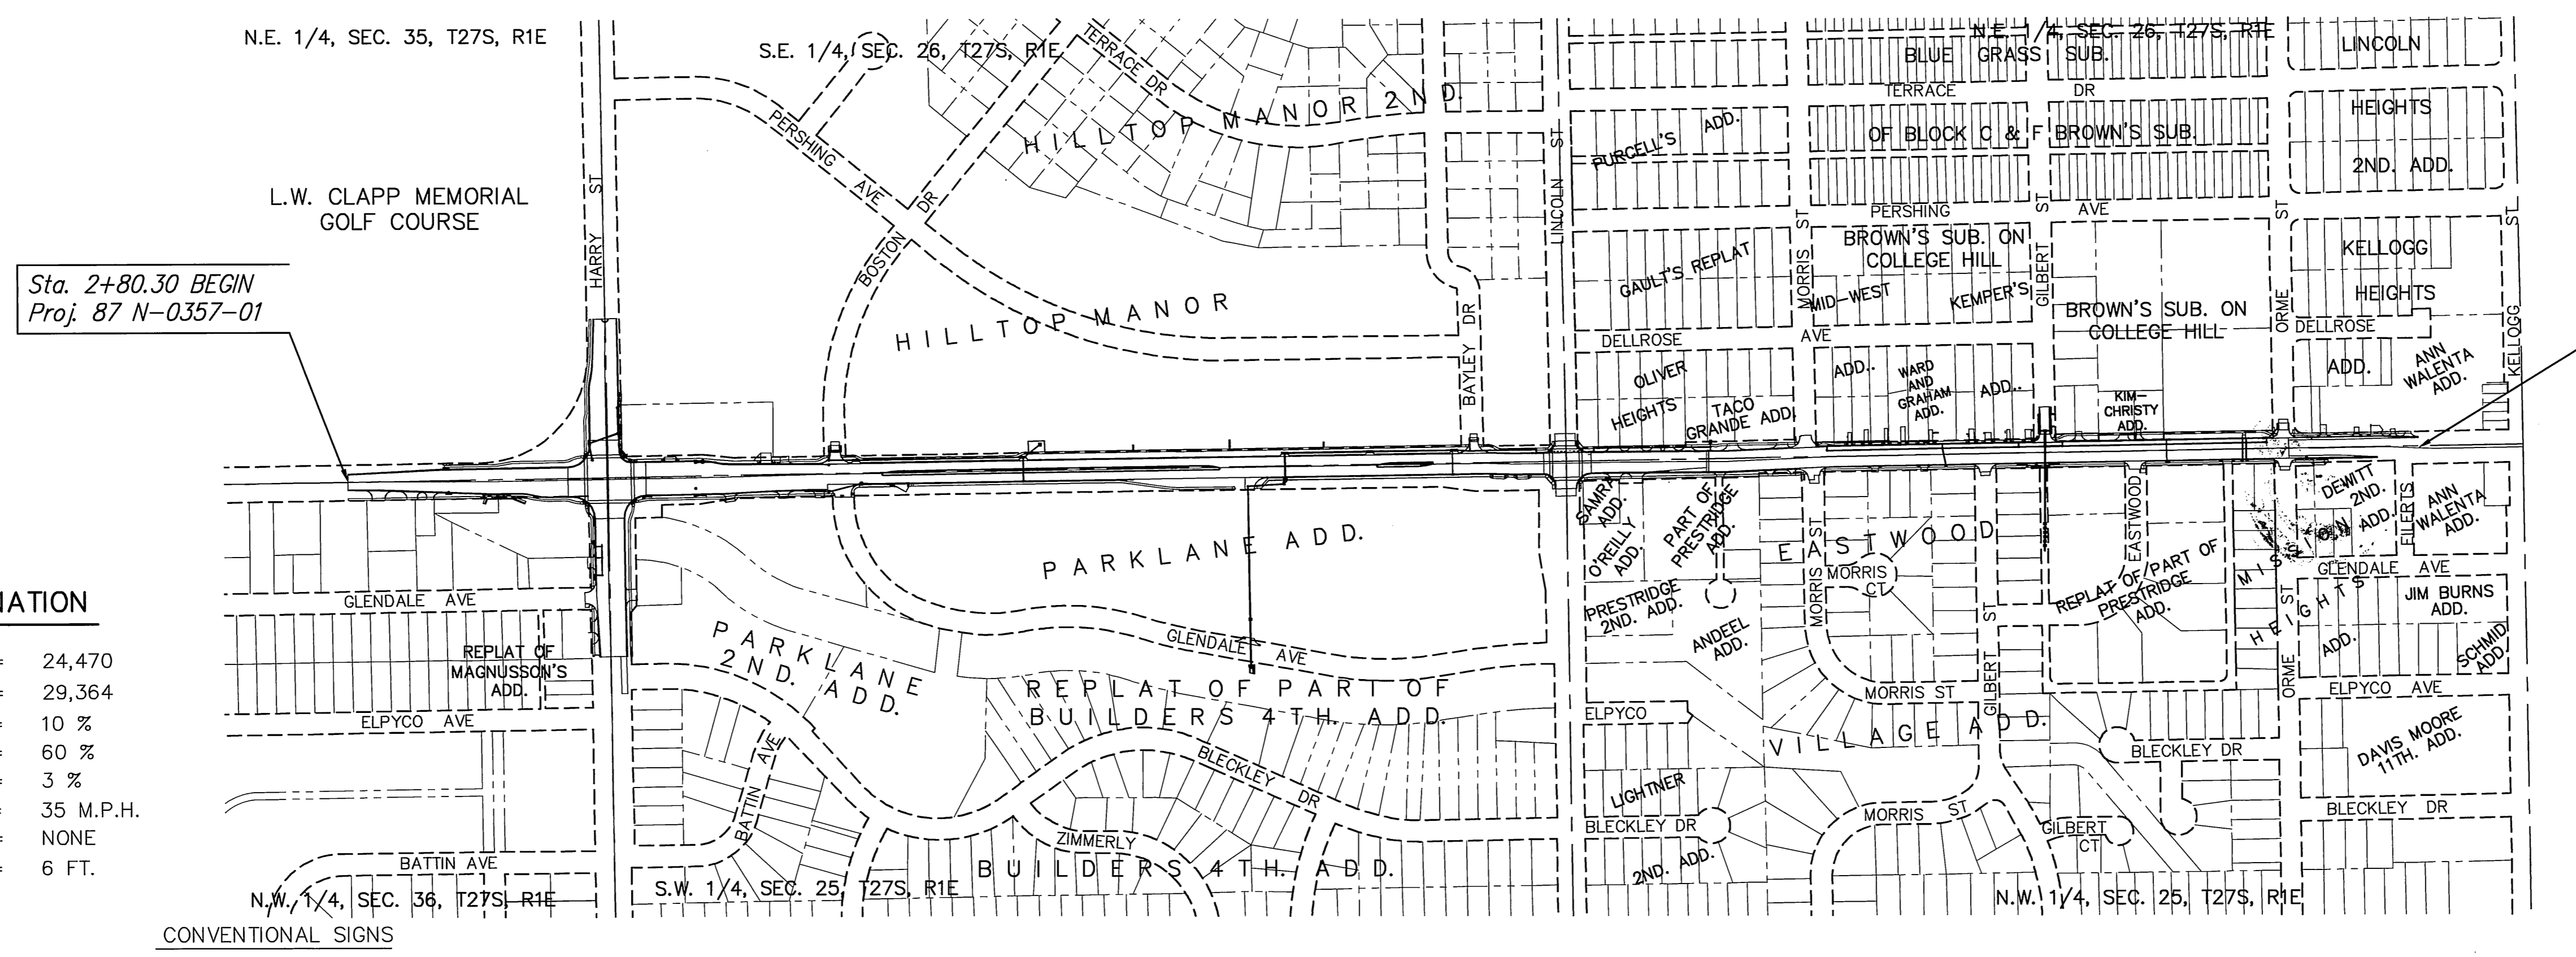 N.E. 1/4, SEC. 35, T27S, R1E
S.E. 1/4, SEC. 26, T27S, R1E
N.E. 1/4, SEC. 26, T27S, R1E
L.W. CLAPP MEMORIAL
GOLF COURSE
Sta. 2+80.30 BEGIN
Proj. 87 N-0357-01
HARRY ST
PERSHING AVE
BOSTON DR
TERRACE DR
HILLTOP MANOR 2ND.
HILLTOP MANOR
BAYLEY DR
LINCOLN ST
PURCELL'S ADD.
BLUE GRASS SUB.
TERRACE DR
OF BLOCK C & F BROWN'S SUB.
PERSHING AVE
LINCOLN
HEIGHTS
2ND. ADD.
GAULT'S REPLAT
MORRIS ST
BROWN'S SUB. ON
COLLEGE HILL
MID-WEST
KEMPER'S
GILBERT ST
BROWN'S SUB. ON
COLLEGE HILL
ORME ST
KELLOGG
HEIGHTS
DELLROSE
KELLOGG ST
DELLROSE AVE
OLIVER
HEIGHTS
TACO
GRANDE ADD.
ADD..
WARD
AND
GRAHAM
ADD.
ADD..
KIM-
CHRISTY
ADD.
ADD.
ANN
WALENTA
ADD.
PARKLANE ADD.
SAMRA
ADD.
O'REILLY
ADD.
PART OF
PRESTRIDGE
ADD.
EASTWOOD
MORRIS ST
MORRIS
CT
EASTWOOD
DEWITT
2ND.
ADD.
EILERTS
ANN
WALENTA
ADD.
MISSION
HEIGHTS
ADD.
REPLAT OF PART OF
PRESTRIDGE
ADD.
GLENDALE AVE
JIM BURNS
ADD.
SCHMID
ADD.
PRESTRIDGE
2ND. ADD.
ANDEEL
ADD.
GILBERT ST
ORME ST
GLENDALE AVE
GLENDALE AVE
NATION
= 24,470
= 29,364
= 10 %
= 60 %
= 3 %
= 35 M.P.H.
= NONE
= 6 FT.
REPLAT OF
MAGNUSSON'S
ADD.
ELPYCO AVE
PARKLANE
2ND. ADD.
REPLAT OF PART OF
BUILDERS 4TH. ADD.
MORRIS ST
ELPYCO AVE
ELPYCO
VILLAGE ADD.
BLECKLEY DR
DAVIS MOORE
11TH. ADD.
BATTIN AVE
BLECKLEY DR
LIGHTNER
BLECKLEY DR
2ND. ADD.
MORRIS ST
GILBERT
CT
BLECKLEY DR
ZIMMERLY
BATTIN AVE
BUILDERS 4TH. ADD.
N.W. 1/4, SEC. 36, T27S, R1E
S.W. 1/4, SEC. 25, T27S, R1E
N.W. 1/4, SEC. 25, T27S, R1E
CONVENTIONAL SIGNS